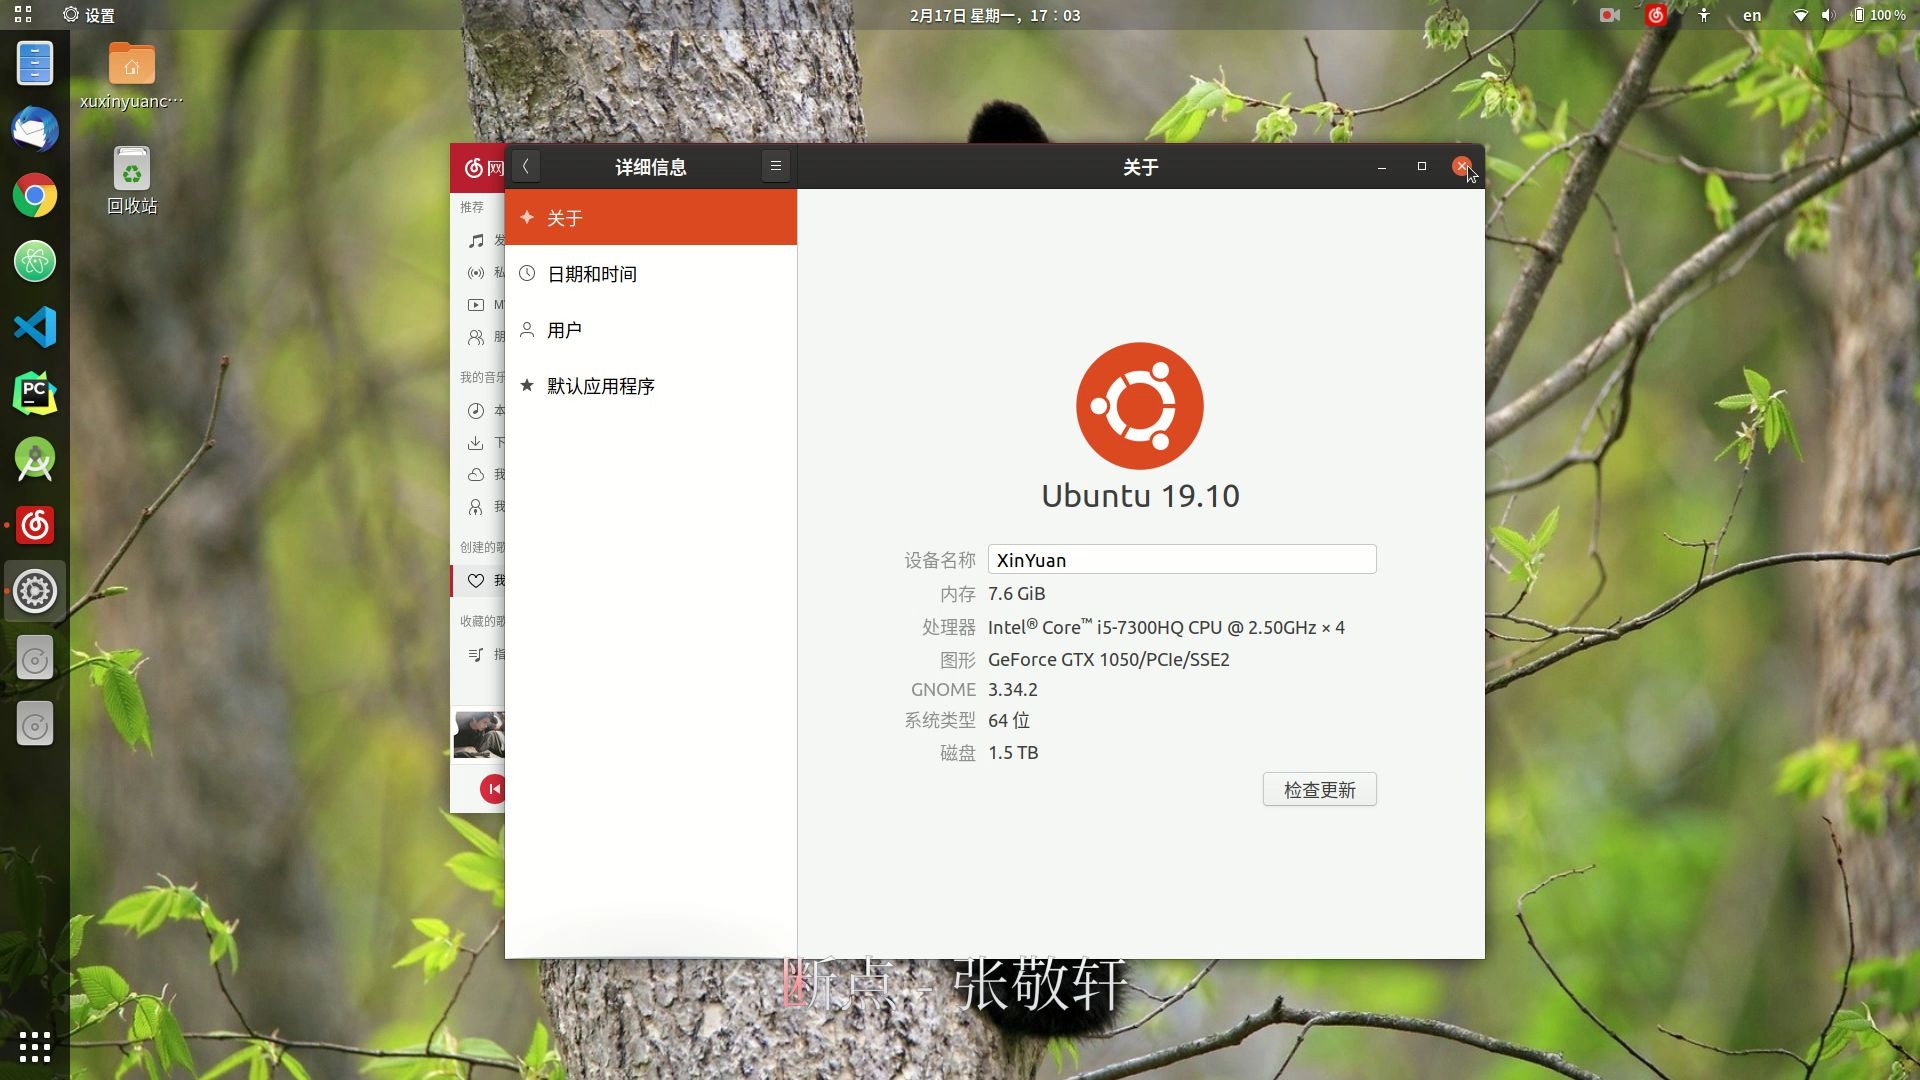 设置
2月17日 星期一，17：03
en
100 %
xuxinyuanc…
回收站
网
推荐
发
私
M
朋
我的音乐
本
下
我
我
创建的歌
我
收藏的歌
指
详细信息
关于
关于
日期和时间
用户
默认应用程序
Ubuntu 19.10
设备名称 XinYuan
内存 7.6 GiB
处理器 Intel® Core™ i5-7300HQ CPU @ 2.50GHz × 4
图形 GeForce GTX 1050/PCIe/SSE2
GNOME 3.34.2
系统类型 64 位
磁盘 1.5 TB
检查更新
断点 - 张敬轩
PC